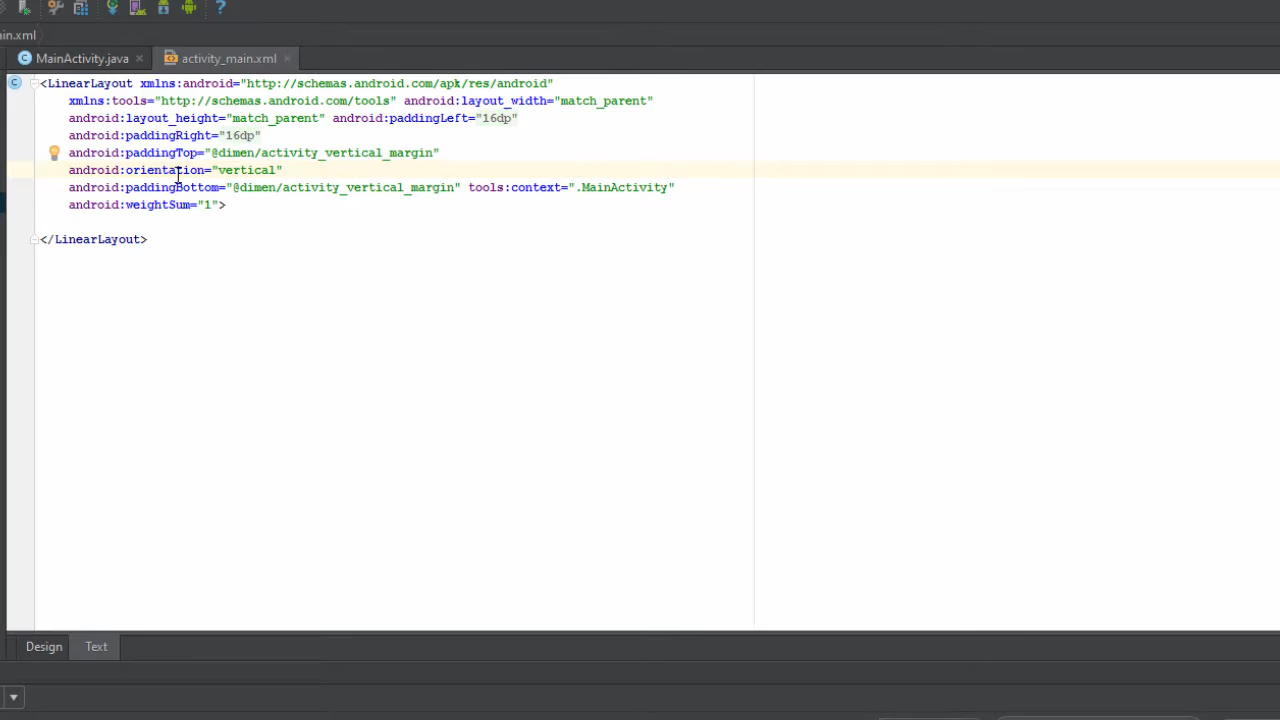 in.xml
MainActivity.java
activity_main.xml
<LinearLayout xmlns:android="http://schemas.android.com/apk/res/android"
xmlns:tools="http://schemas.android.com/tools" android:layout_width="match_parent"
android:layout_height="match_parent" android:paddingLeft="16dp"
android:paddingRight="16dp"
android:paddingTop="@dimen/activity_vertical_margin"
android:orientation="vertical"
android:paddingBottom="@dimen/activity_vertical_margin" tools:context=".MainActivity"
android:weightSum="1">
</LinearLayout>
Design
Text